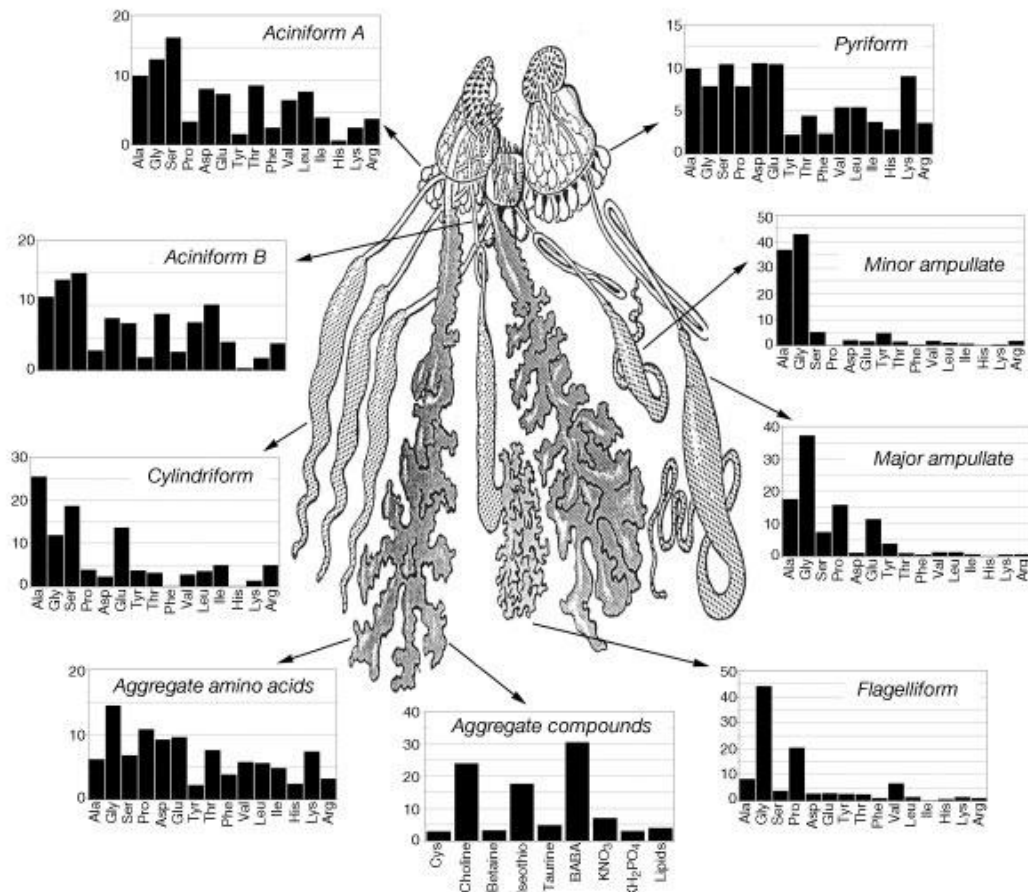 Aciniform A
20
10
0
Ala Gly Ser Pro Asp Glu Tyr Thr Phe Val Leu Ile His Lys Arg
Pyriform
15
10
5
0
Ala Gly Ser Pro Asp Glu Tyr Thr Phe Val Leu Ile His Lys Arg
Aciniform B
20
10
0
Minor ampullate
50
40
30
20
10
0
Ala Gly Ser Pro Asp Glu Tyr Thr Phe Val Leu Ile His Lys Arg
Cylindriform
30
20
10
0
Ala Gly Ser Pro Asp Glu Tyr Thr Phe Val Leu Ile His Lys Arg
Major ampullate
40
30
20
10
0
Ala Gly Ser Pro Asp Glu Tyr Thr Phe Val Leu Ile His Lys Arg
Aggregate amino acids
20
10
0
Ala Gly Ser Pro Asp Glu Tyr Thr Phe Val Leu Ile His Lys Arg
Aggregate compounds
40
30
20
10
0
Cys Choline Betaine Iseothio Taurine BABA KNO3 KH2PO4 Lipids
Flagelliform
50
40
30
20
10
0
Ala Gly Ser Pro Asp Glu Tyr Thr Phe Val Leu Ile His Lys Arg